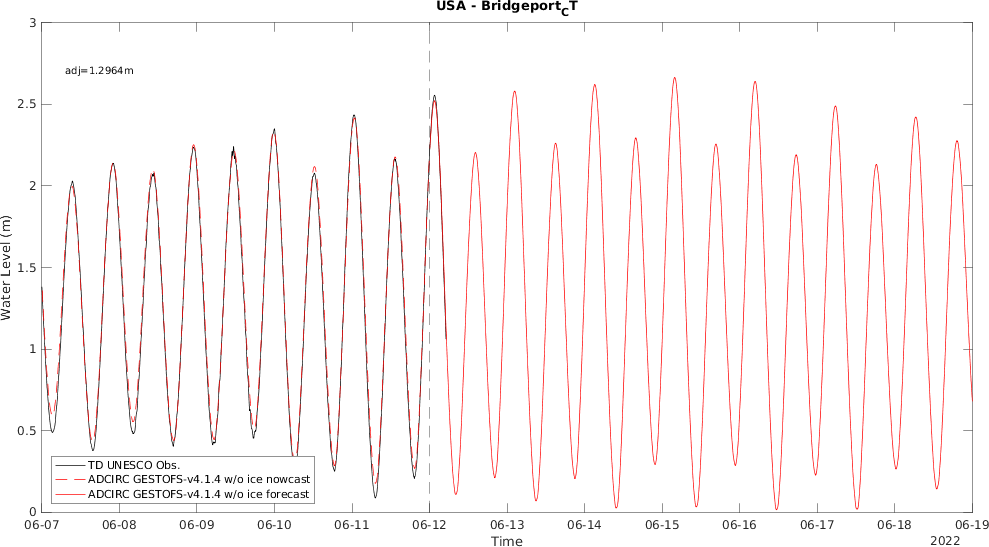 USA - Bridgeport_CT
3
adj=1.2964m
2.5
2
1.5
1
0.5
0
Water Level (m)
TD UNESCO Obs.
ADCIRC GESTOFS-v4.1.4 w/o ice nowcast
ADCIRC GESTOFS-v4.1.4 w/o ice forecast
06-07 06-08 06-09 06-10 06-11 06-12 06-13 06-14 06-15 06-16 06-17 06-18 06-19
Time
2022